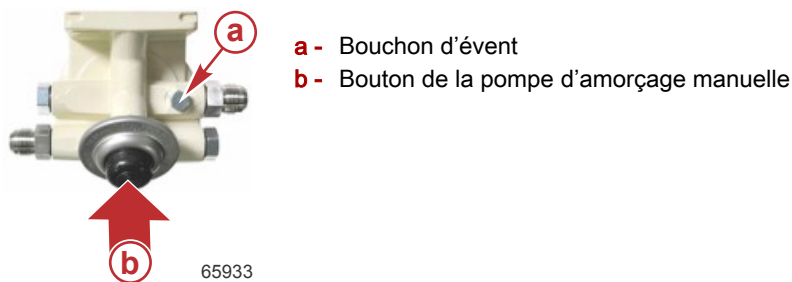 a
a - Bouchon d'évent
b - Bouton de la pompe d'amorçage manuelle
b
65933